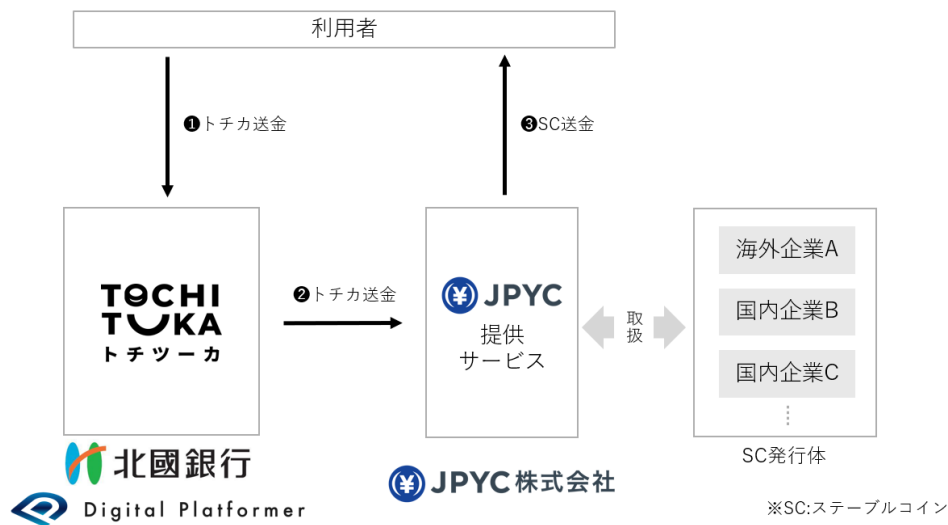 利用者
❶トチカ送金
❸SC送金
❷トチカ送金
TOCHI
TUKA
トチツーカ
JPYC
提供
サービス
取
扱
海外企業A
国内企業B
国内企業C
SC発行体
北國銀行
Digital Platformer
JPYC株式会社
※SC:ステーブルコイン